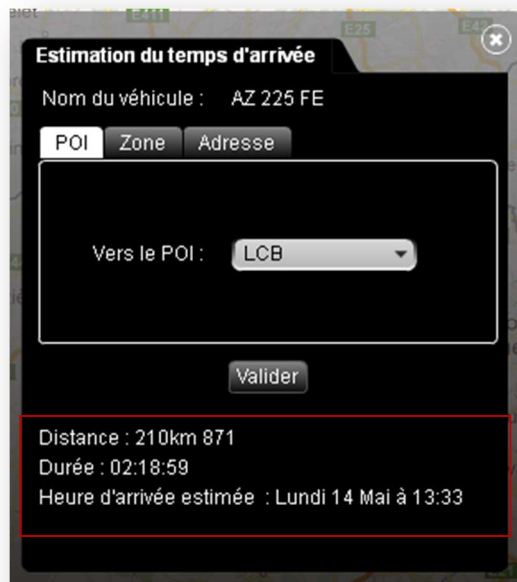 E411
E25
E42
Estimation du temps d'arrivée
Nom du véhicule : AZ 225 FE
POI Zone Adresse
Vers le POI : LCB
Valider
Distance : 210km 871
Durée : 02:18:59
Heure d'arrivée estimée : Lundi 14 Mai à 13:33